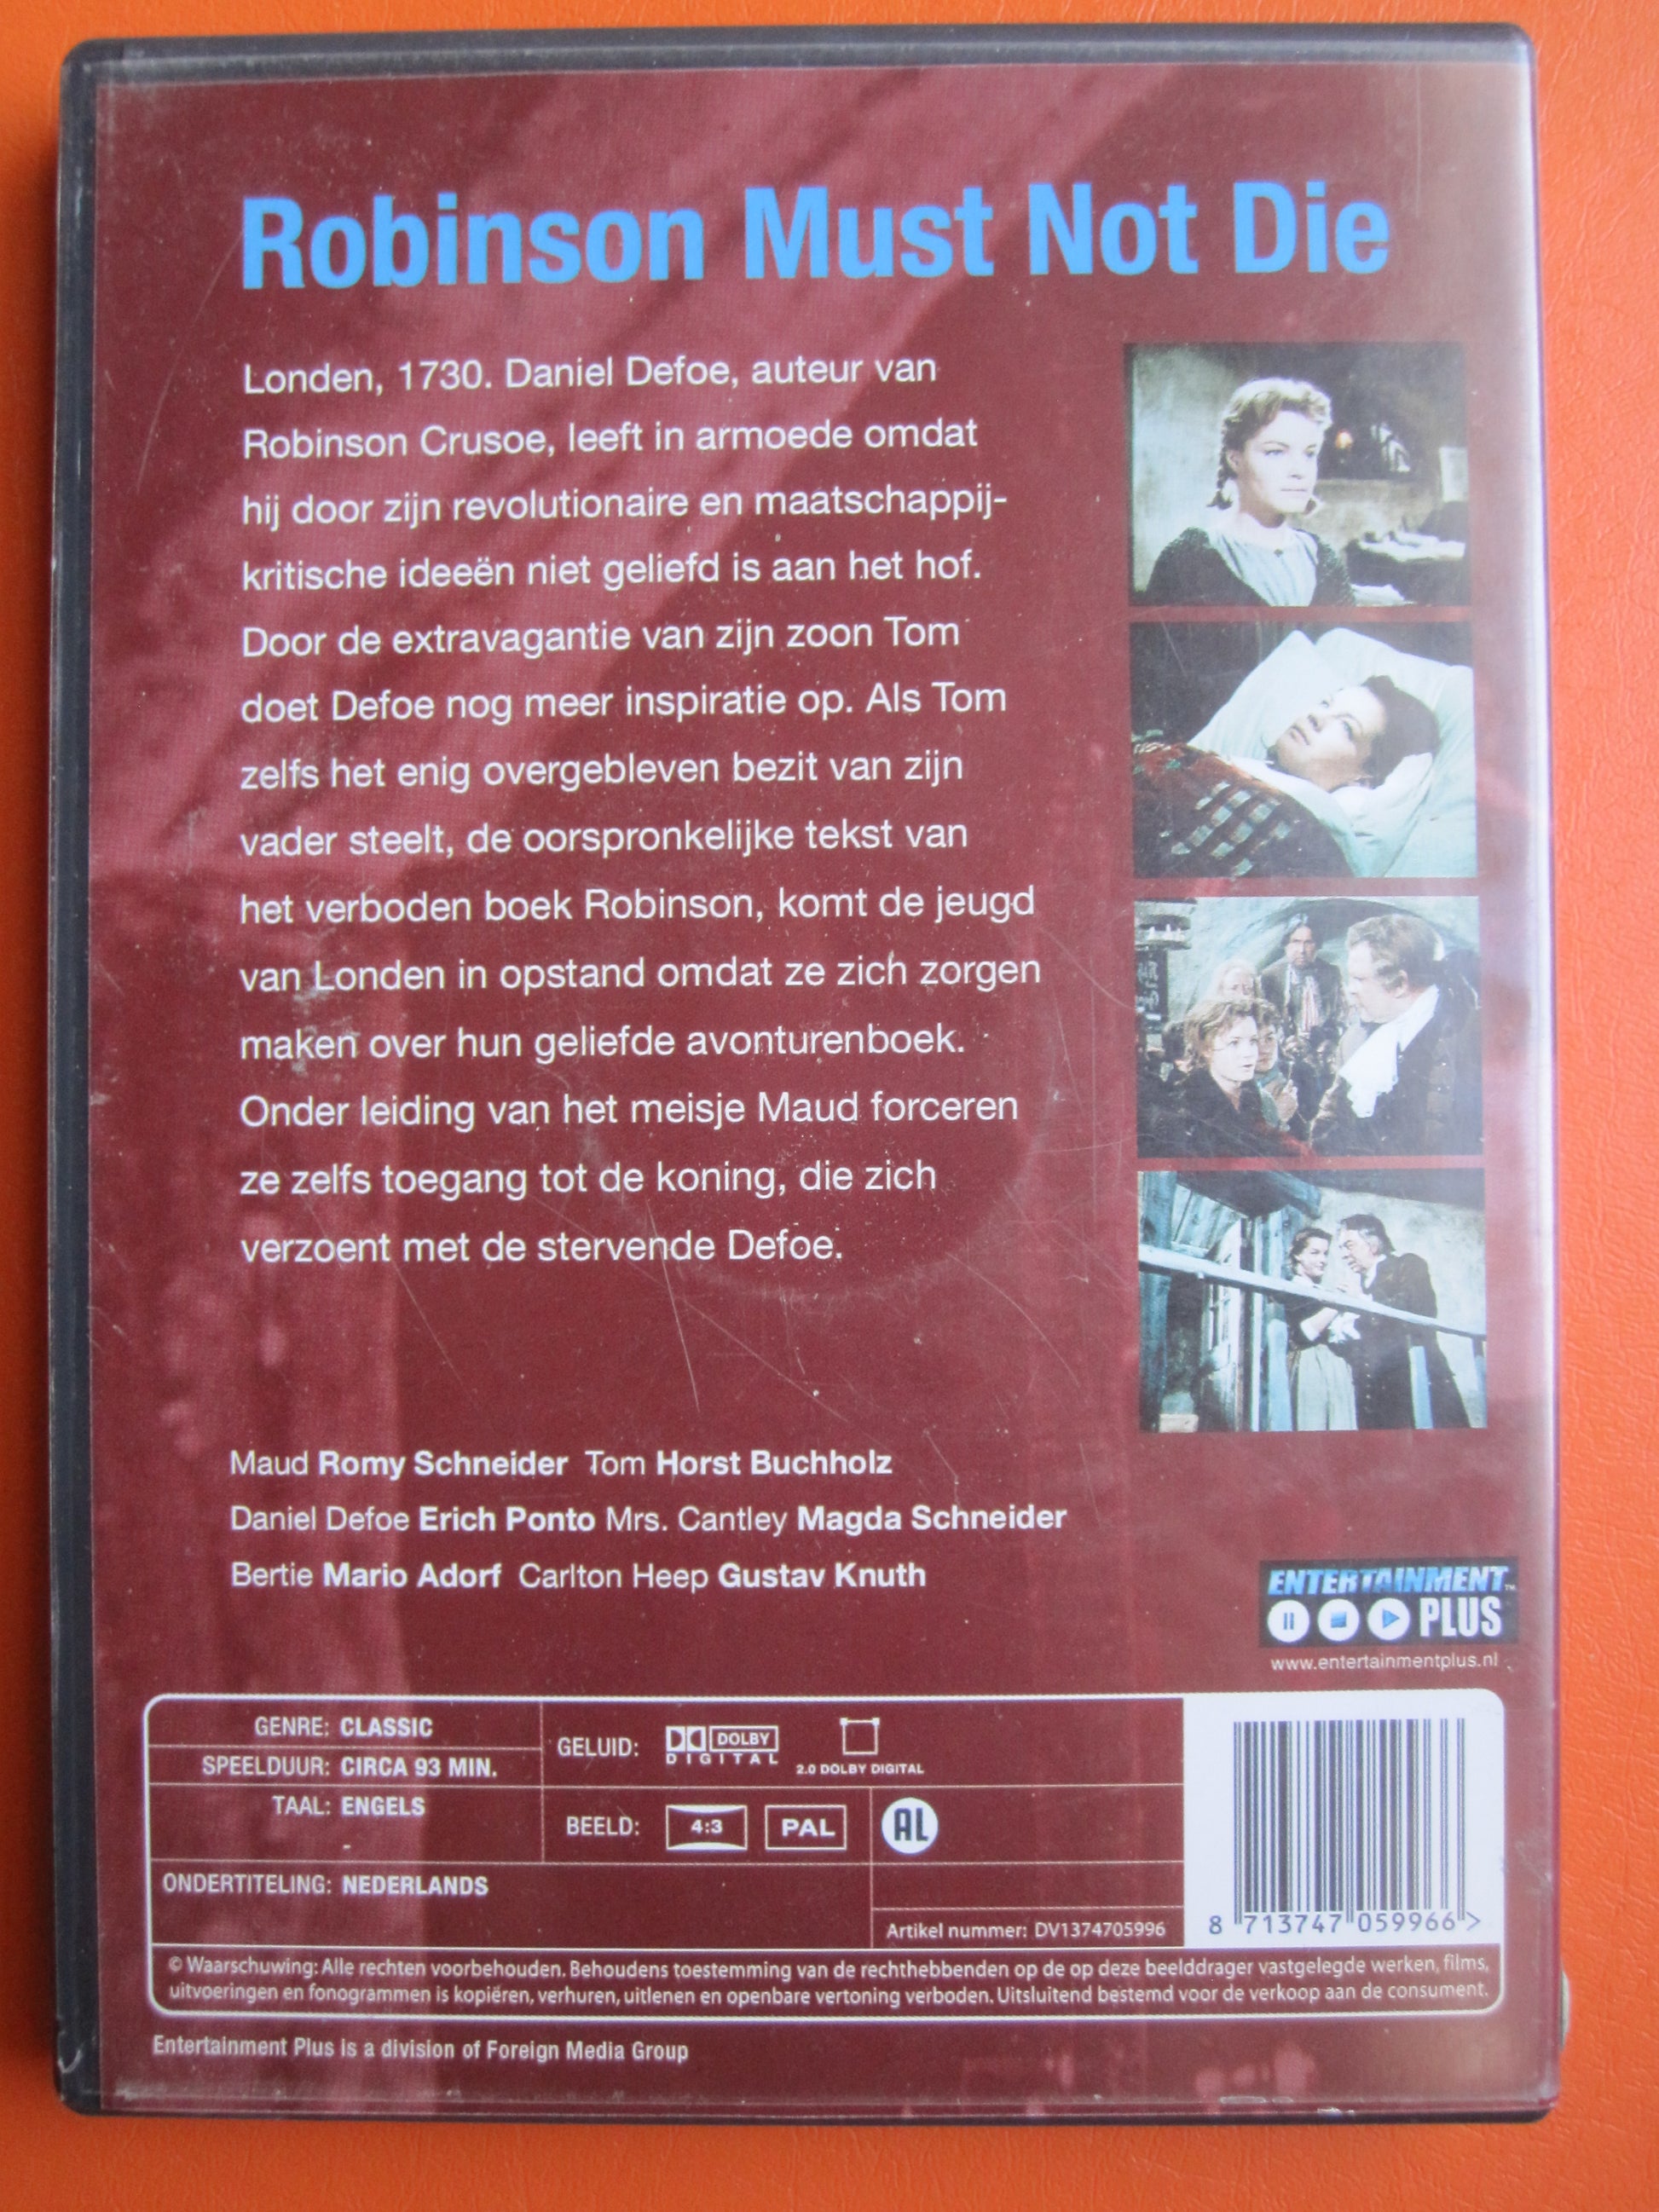 Robinson Must Not Die
Londen, 1730. Daniel Defoe, auteur van
Robinson Crusoe, leeft in armoede omdat
hij door zijn revolutionaire en maatschappij-
kritische ideeën niet geliefd is aan het hof.
Door de extravagantie van zijn zoon Tom
doet Defoe nog meer inspiratie op. Als Tom
zelfs het enig overgebleven bezit van zijn
vader steelt, de oorspronkelijke tekst van
het verboden boek Robinson, komt de jeugd
van Londen in opstand omdat ze zich zorgen
maken over hun geliefde avonturenboek.
Onder leiding van het meisje Maud forceren
ze zelfs toegang tot de koning, die zich
verzoent met de stervende Defoe.
Maud Romy Schneider Tom Horst Buchholz
Daniel Defoe Erich Ponto Mrs. Cantley Magda Schneider
Bertie Mario Adorf Carlton Heep Gustav Knuth
ENTERTAINMENT™
PLUS
www.entertainmentplus.nl
GENRE: CLASSIC
SPEELDUUR: CIRCA 93 MIN.
TAAL: ENGELS
-
ONDERTITELING: NEDERLANDS
GELUID: DOLBY
DIGITAL
2.0 DOLBY DIGITAL
BEELD: 4:3 PAL
AL
Artikel nummer: DV1374705996
8 713747 059966 >
© Waarschuwing: Alle rechten voorbehouden. Behoudens toestemming van de rechthebbenden op de op deze beelddrager vastgelegde werken, films,
uitvoeringen en fonogrammen is kopiëren, verhuren, uitlenen en openbare vertoning verboden. Uitsluitend bestemd voor de verkoop aan de consument.
Entertainment Plus is a division of Foreign Media Group